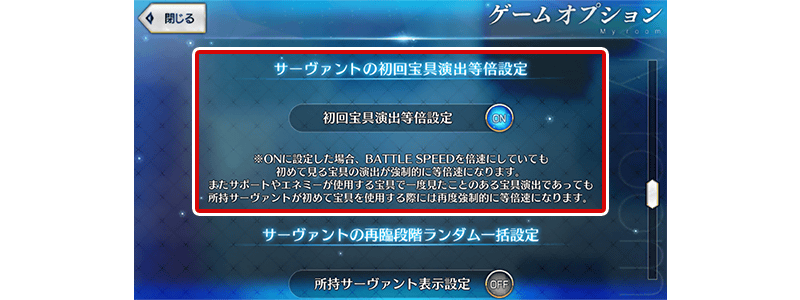 閉じる
ゲームオプション
My room
サーヴァントの初回宝具演出等倍設定
初回宝具演出等倍設定
ON
※ONに設定した場合、BATTLE SPEEDを倍速にしていても
初めて見る宝具の演出が強制的に等倍速になります。
またサポートやエネミーが使用する宝具で一度見たことのある宝具演出であっても
所持サーヴァントが初めて宝具を使用する際には再度強制的に等倍速になります。
サーヴァントの再臨段階ランダム一括設定
所持サーヴァント表示設定
OFF